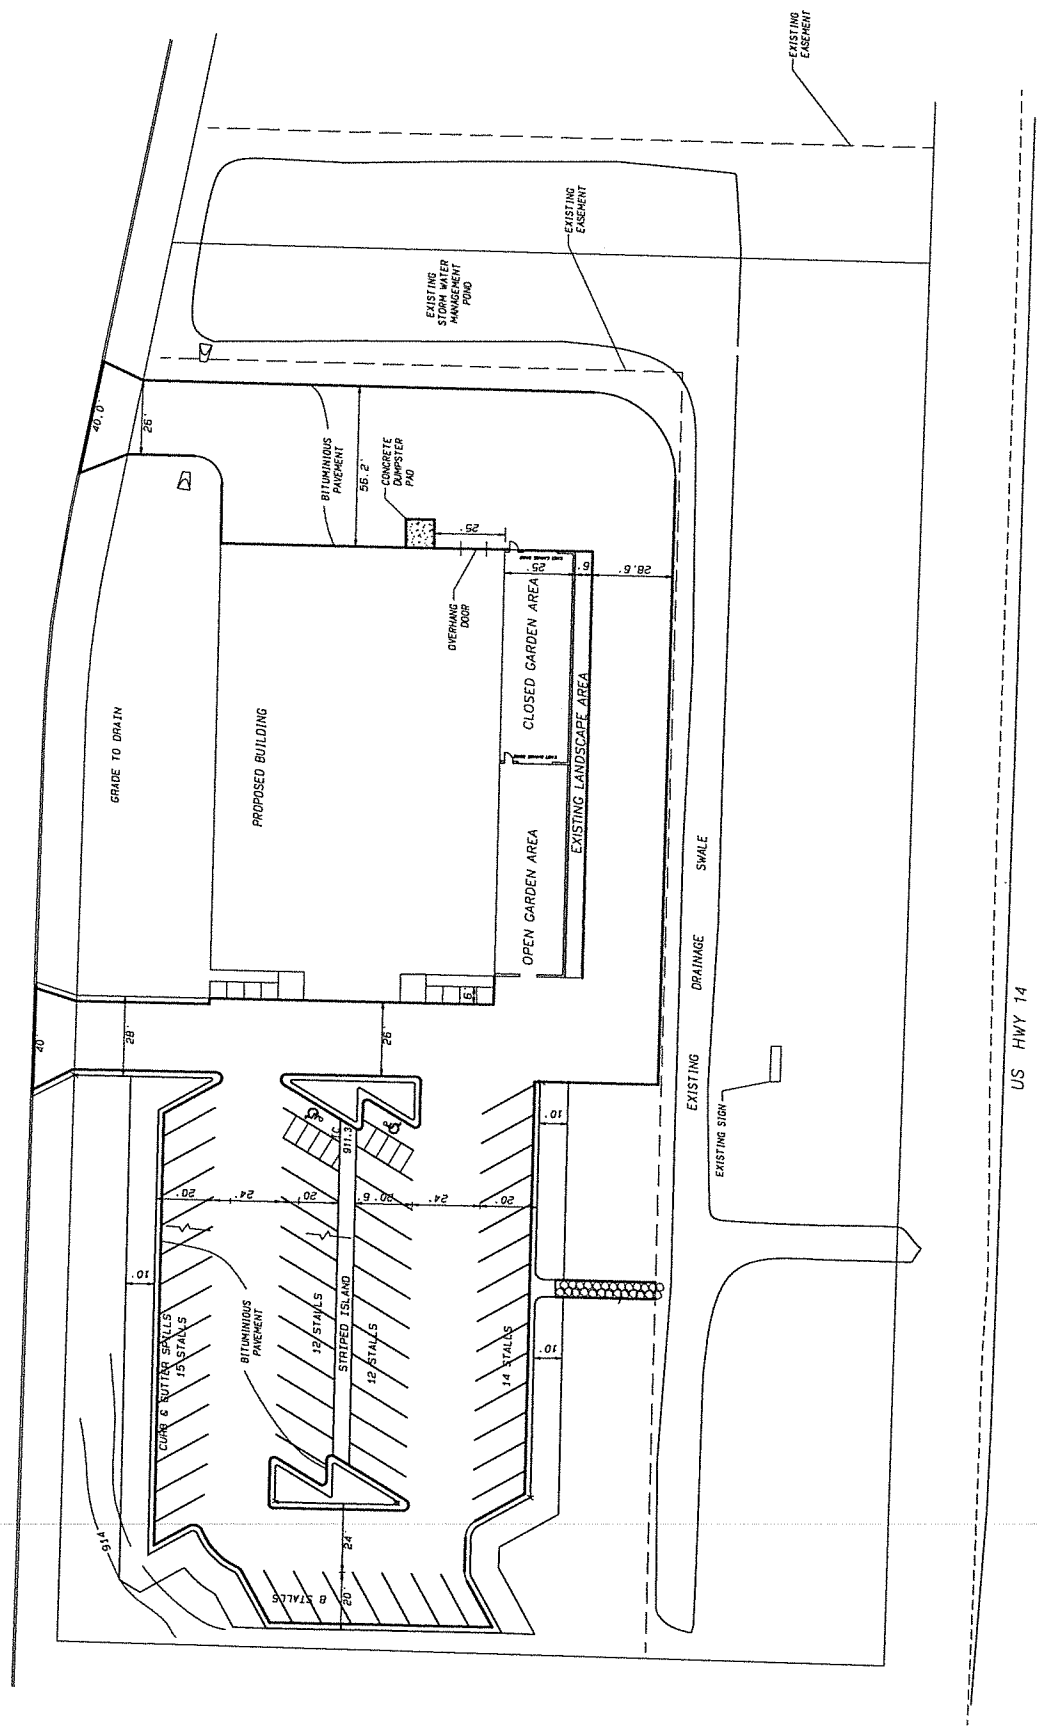 EXISTING
EASEMENT
EXISTING
EASEMENT
EXISTING
STORM WATER
MANAGEMENT
POND
40.0'
26'
BITUMINIOUS
PAVEMENT
56.2'
CONCRETE
DUMPSTER
PAD
25'
OVERHANG
DOOR
25'
6'
28.6'
GRADE TO DRAIN
PROPOSED BUILDING
CLOSED GARDEN AREA
OPEN GARDEN AREA
EXISTING LANDSCAPE AREA
EXISTING DRAINAGE SWALE
US HWY 14
EXISTING SIGN
40'
28'
26'
6'
10'
911.3
20'
24'
20'
6'
20'
24'
20'
10'
CURB & GUTTER SPILLS
15 STALLS
BITUMINIOUS
PAVEMENT
12 STALLS
STRIPED ISLAND
12 STALLS
14 STALLS
10'
914
24'
20'
8 STALLS